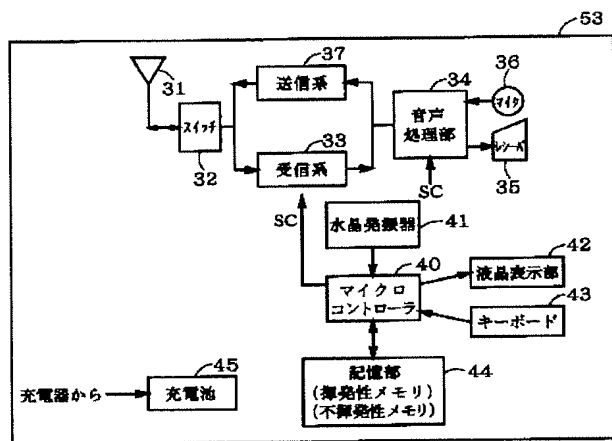 53
31
37
送信系
34
36
マイク
スイッチ
32
33
受信系
音声
処理部
レシーバ
35
SC
SC
水晶発振器
41
40
マイクロ
コントローラ
42
液晶表示部
43
キーボード
45
充電器から
充電池
記憶部
(揮発性メモリ)
(不揮発性メモリ)
44